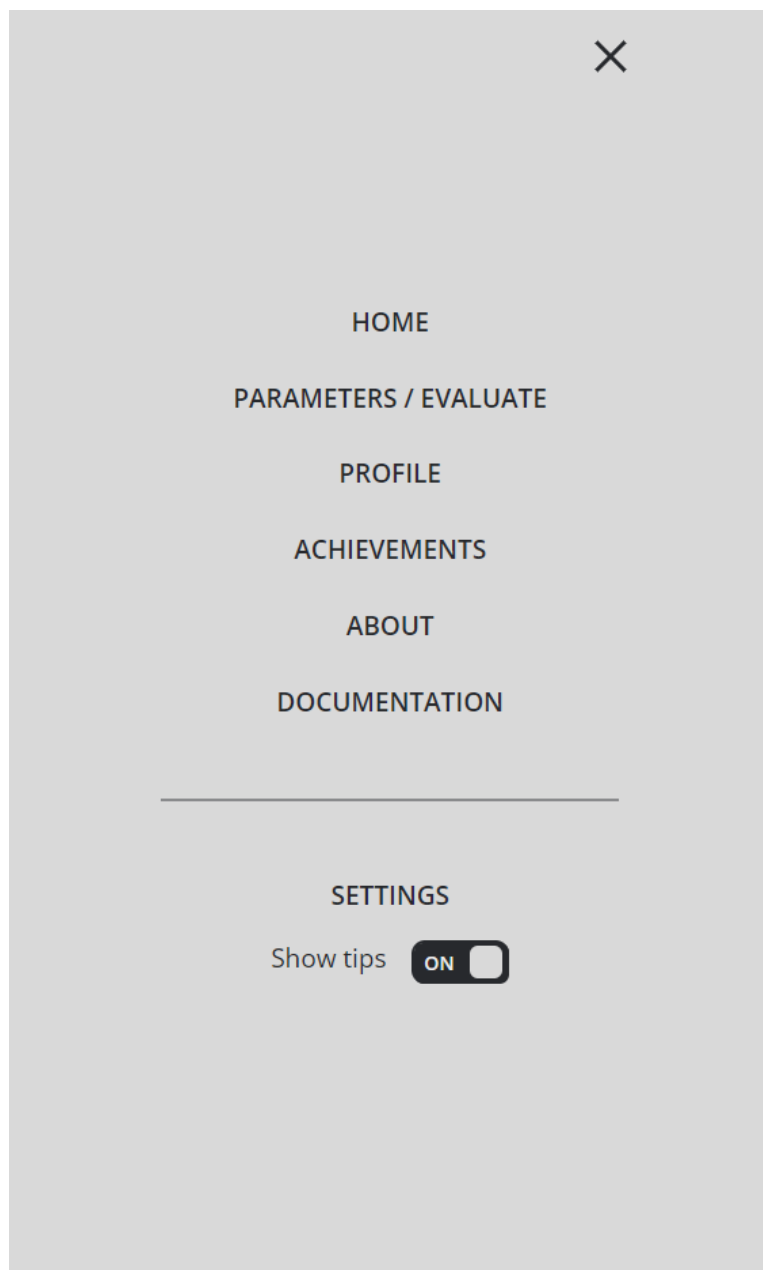 HOME
PARAMETERS / EVALUATE
PROFILE
ACHIEVEMENTS
ABOUT
DOCUMENTATION
SETTINGS
Show tips ON